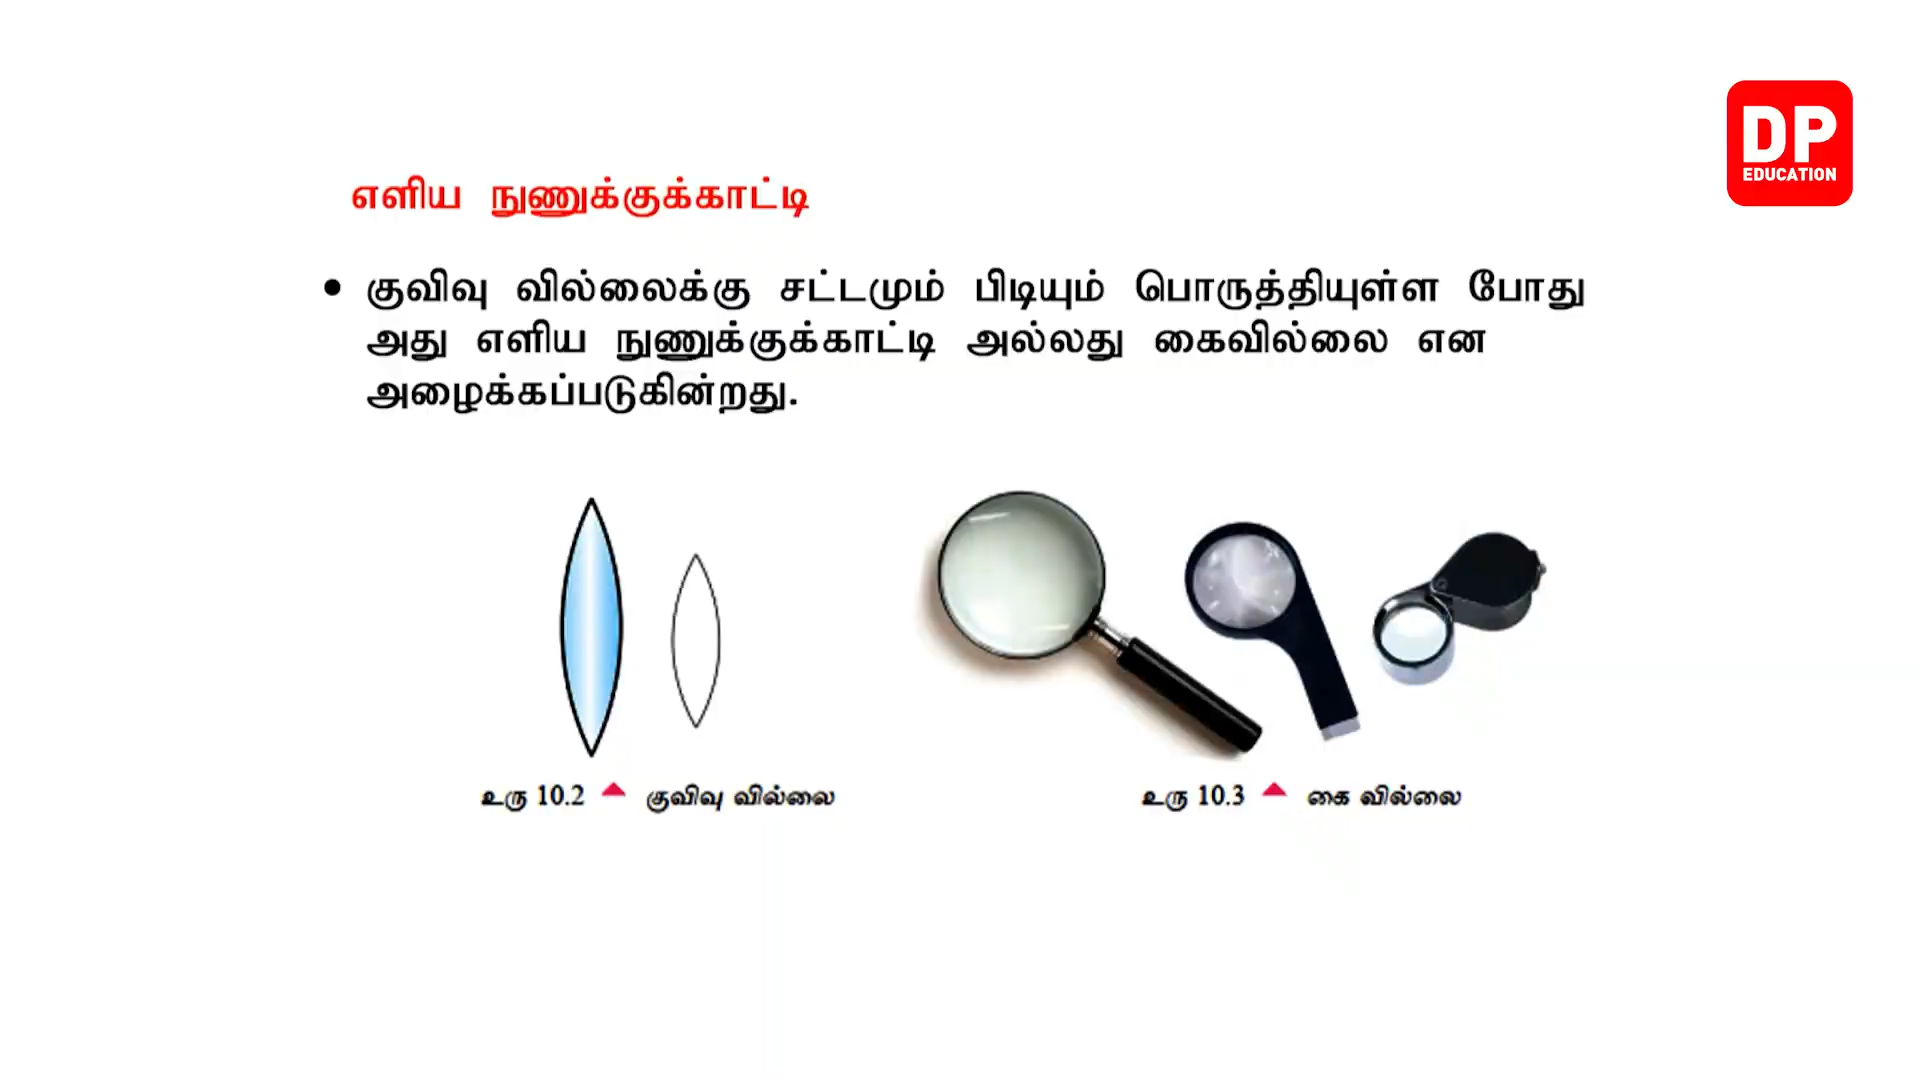 DP
EDUCATION
எளிய நுணுக்குக்காட்டி
• குவிவு வில்லைக்கு சட்டமும் பிடியும் பொருத்தியுள்ள போது
அது எளிய நுணுக்குக்காட்டி அல்லது கைவில்லை என
அழைக்கப்படுகின்றது.
உரு 10.2 ▲ குவிவு வில்லை
உரு 10.3 ▲ கை வில்லை